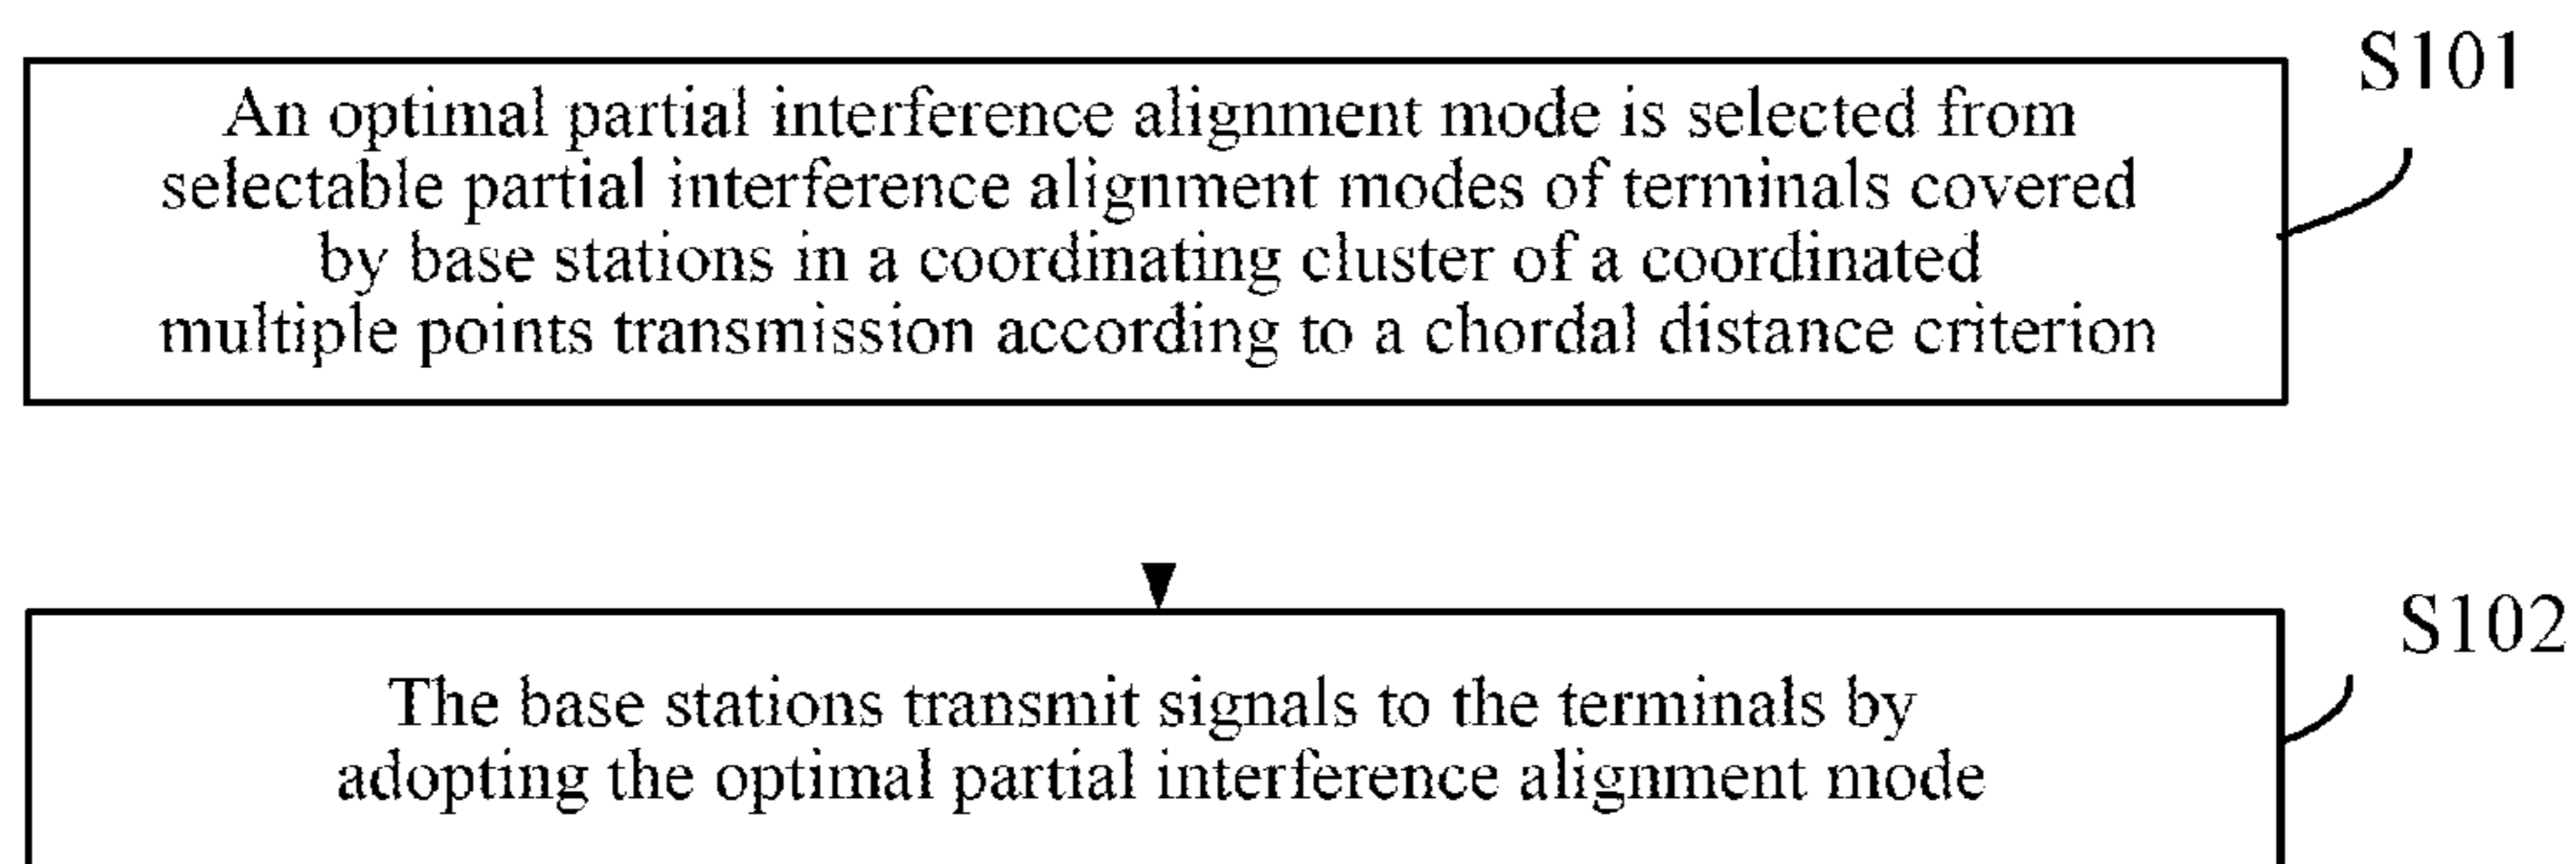 S101
An optimal partial interference alignment mode is selected from
selectable partial interference alignment modes of terminals covered
by base stations in a coordinating cluster of a coordinated
multiple points transmission according to a chordal distance criterion
S102
The base stations transmit signals to the terminals by
adopting the optimal partial interference alignment mode